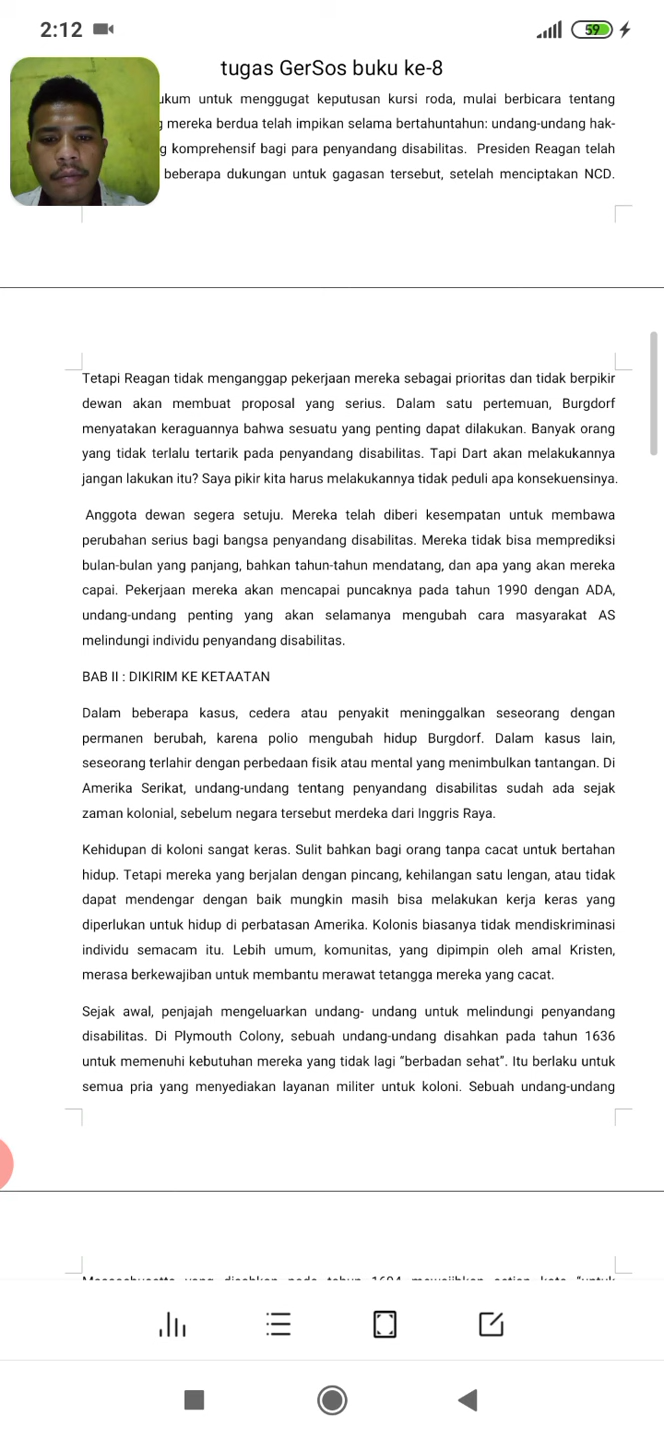 2:12
59
tugas GerSos buku ke-8
ukum untuk menggugat keputusan kursi roda, mulai berbicara tentang
mereka berdua telah impikan selama bertahuntahun: undang-undang hak-
g komprehensif bagi para penyandang disabilitas. Presiden Reagan telah
beberapa dukungan untuk gagasan tersebut, setelah menciptakan NCD.
Tetapi Reagan tidak menganggap pekerjaan mereka sebagai prioritas dan tidak berpikir
dewan akan membuat proposal yang serius. Dalam satu pertemuan, Burgdorf
menyatakan keraguannya bahwa sesuatu yang penting dapat dilakukan. Banyak orang
yang tidak terlalu tertarik pada penyandang disabilitas. Tapi Dart akan melakukannya
jangan lakukan itu? Saya pikir kita harus melakukannya tidak peduli apa konsekuensinya.
Anggota dewan segera setuju. Mereka telah diberi kesempatan untuk membawa
perubahan serius bagi bangsa penyandang disabilitas. Mereka tidak bisa memprediksi
bulan-bulan yang panjang, bahkan tahun-tahun mendatang, dan apa yang akan mereka
capai. Pekerjaan mereka akan mencapai puncaknya pada tahun 1990 dengan ADA,
undang-undang penting yang akan selamanya mengubah cara masyarakat AS
melindungi individu penyandang disabilitas.
BAB II : DIKIRIM KE KETAATAN
Dalam beberapa kasus, cedera atau penyakit meninggalkan seseorang dengan
permanen berubah, karena polio mengubah hidup Burgdorf. Dalam kasus lain,
seseorang terlahir dengan perbedaan fisik atau mental yang menimbulkan tantangan. Di
Amerika Serikat, undang-undang tentang penyandang disabilitas sudah ada sejak
zaman kolonial, sebelum negara tersebut merdeka dari Inggris Raya.
Kehidupan di koloni sangat keras. Sulit bahkan bagi orang tanpa cacat untuk bertahan
hidup. Tetapi mereka yang berjalan dengan pincang, kehilangan satu lengan, atau tidak
dapat mendengar dengan baik mungkin masih bisa melakukan kerja keras yang
diperlukan untuk hidup di perbatasan Amerika. Kolonis biasanya tidak mendiskriminasi
individu semacam itu. Lebih umum, komunitas, yang dipimpin oleh amal Kristen,
merasa berkewajiban untuk membantu merawat tetangga mereka yang cacat.
Sejak awal, penjajah mengeluarkan undang- undang untuk melindungi penyandang
disabilitas. Di Plymouth Colony, sebuah undang-undang disahkan pada tahun 1636
untuk memenuhi kebutuhan mereka yang tidak lagi "berbadan sehat". Itu berlaku untuk
semua pria yang menyediakan layanan militer untuk koloni. Sebuah undang-undang